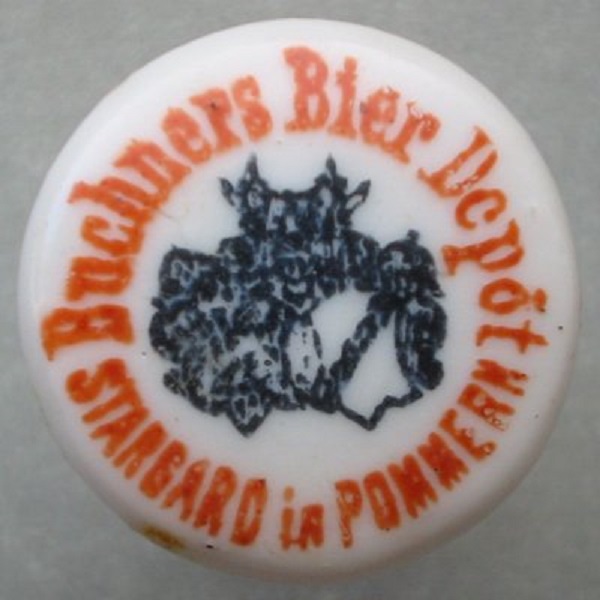 Buchners Bier Depôt
STARGARD in POMMERN